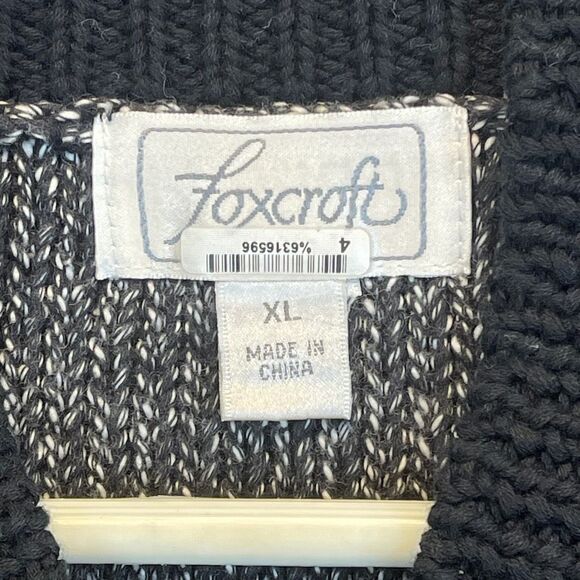 foxcroft
%6316596 4
XL
MADE IN
CHINA